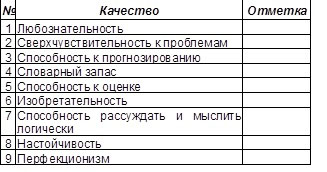 № Качество Отметка
1 Любознательность
2 Сверхчувствительность к проблемам
3 Способность к прогнозированию
4 Словарный запас
5 Способность к оценке
6 Изобретательность
7 Способность рассуждать и мыслить
логически
8 Настойчивость
9 Перфекционизм